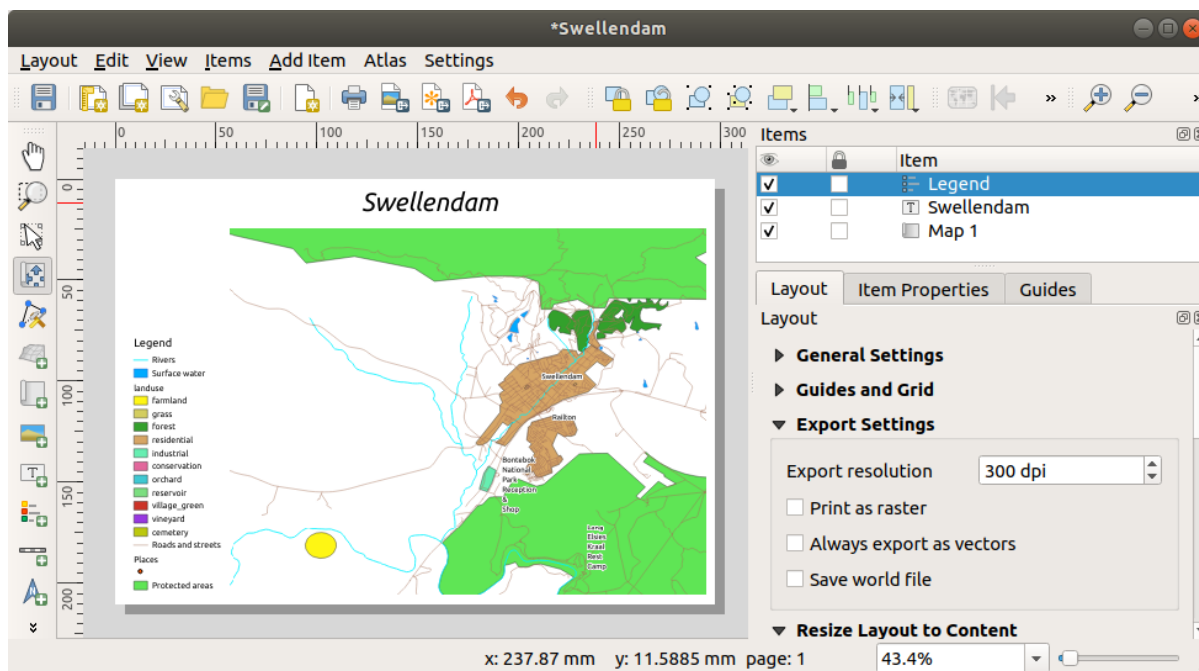 *Swellendam
Layout Edit View Items Add Item Atlas Settings
»
»
0 50 100 150 200 250 300
0
50
100
150
200
Swellendam
Legend
Rivers
Surface water
landuse
farmland
grass
forest
residential
industrial
conservation
orchard
reservoir
village_green
vineyard
cemetery
Roads and streets
Places
Protected areas
Swellendam
Railton
Bontebok
National
Park
Reception
&
Shop
Lang
Elsies
Kraal
Rest
Camp
Items
Item
Legend
T Swellendam
Map 1
Layout Item Properties Guides
Layout
General Settings
Guides and Grid
Export Settings
Export resolution 300 dpi
Print as raster
Always export as vectors
Save world file
Resize Layout to Content
x: 237.87 mm y: 11.5885 mm page: 1 43.4%